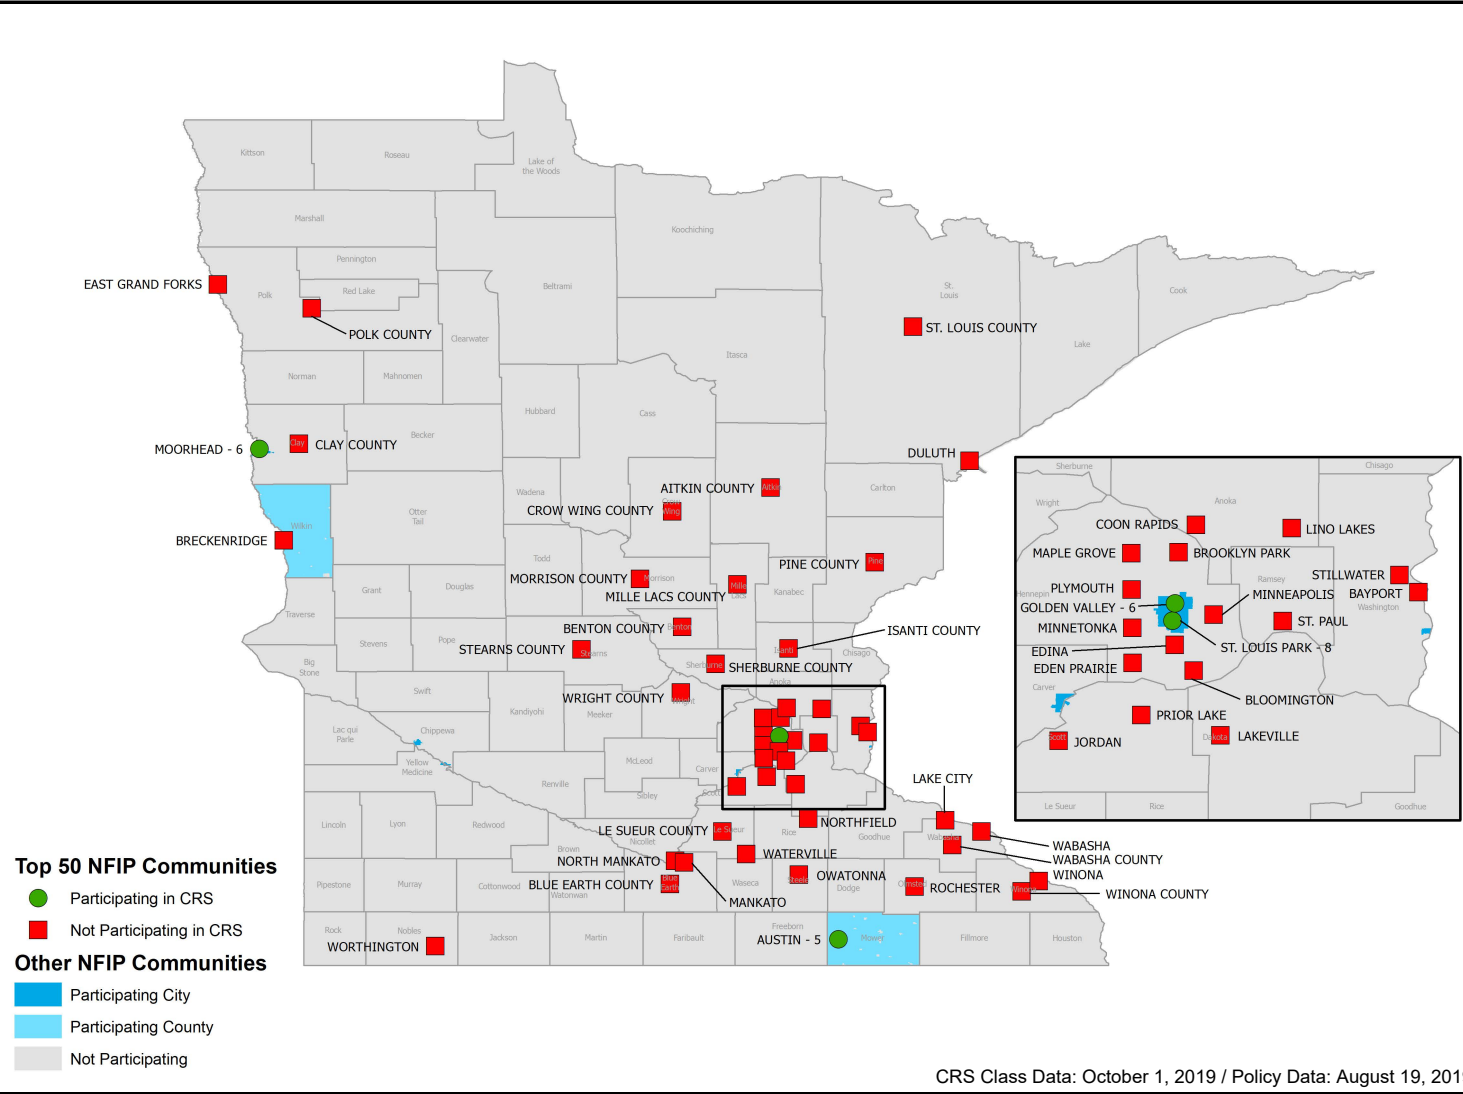 Kittson
Roseau
Lake of
the Woods
Marshall
Koochiching
Pennington
EAST GRAND FORKS
Polk
Red Lake
Beltrami
St.
Louis
Cook
POLK COUNTY
Clearwater
ST. LOUIS COUNTY
Lake
Itasca
Norman
Mahnomen
Hubbard
Cass
MOORHEAD - 6
Clay
CLAY COUNTY
Becker
DULUTH
AITKIN COUNTY
Aitkin
Carlton
Wadena
CROW WING COUNTY
Crow
Wing
Otter
Tail
Wilkin
BRECKENRIDGE
Todd
PINE COUNTY
Pine
MORRISON COUNTY
Morrison
MILLE LACS COUNTY
Mille
Lacs
Kanabec
Grant
Douglas
Traverse
BENTON COUNTY
Benton
ISANTI COUNTY
Stevens
Pope
STEARNS COUNTY
Stearns
Isanti
Chisago
Big
Stone
Sherburne
SHERBURNE COUNTY
Anoka
Swift
WRIGHT COUNTY
Wright
Kandiyohi
Meeker
Lac qui
Parle
Chippewa
Yellow
Medicine
McLeod
Carver
Renville
Sibley
Scott
LAKE CITY
Lincoln
Lyon
Redwood
LE SUEUR COUNTY
Le Sueur
Nicollet
Rice
NORTHFIELD
Goodhue
Wabasha
WABASHA
WABASHA COUNTY
Brown
NORTH MANKATO
WATERVILLE
WINONA
Pipestone
Murray
Cottonwood
Watonwan
BLUE EARTH COUNTY
Blue
Earth
Waseca
Steele
OWATONNA
Dodge
Olmsted
ROCHESTER
Winona
WINONA COUNTY
MANKATO
Rock
Nobles
WORTHINGTON
Jackson
Martin
Faribault
Freeborn
AUSTIN - 5
Mower
Fillmore
Houston
Sherburne
Chisago
Wright
Anoka
COON RAPIDS
LINO LAKES
MAPLE GROVE
BROOKLYN PARK
Ramsey
STILLWATER
PLYMOUTH
Hennepin
MINNEAPOLIS
BAYPORT
Washington
GOLDEN VALLEY - 6
MINNETONKA
ST. PAUL
EDINA
ST. LOUIS PARK - 8
EDEN PRAIRIE
Carver
BLOOMINGTON
PRIOR LAKE
Scott
JORDAN
Dakota
LAKEVILLE
Le Sueur
Rice
Goodhue
Top 50 NFIP Communities
Participating in CRS
Not Participating in CRS
Other NFIP Communities
Participating City
Participating County
Not Participating
CRS Class Data: October 1, 2019 / Policy Data: August 19, 2019